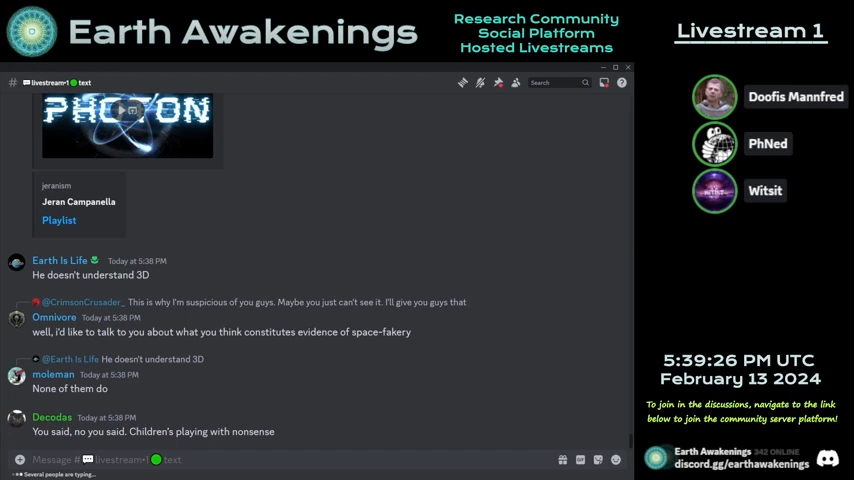 Earth Awakenings
Research Community
Social Platform
Hosted Livestreams
Livestream 1
# livestream•1 text
Search
PHOTON
jeranism
Jeran Campanella
Playlist
Earth Is Life Today at 5:38 PM
He doesn't understand 3D
@CrimsonCrusader_ This is why I'm suspicious of you guys. Maybe you just can't see it. I'll give you guys that
Omnivore Today at 5:38 PM
well, i'd like to talk to you about what you think constitutes evidence of space-fakery
@Earth Is Life He doesn't understand 3D
moleman Today at 5:38 PM
None of them do
Decodas Today at 5:38 PM
You said, no you said. Children's playing with nonsense
Message # livestream•1 text
GIF
Several people are typing...
Doofis Mannfred
PhNed
Witsit
5:39:26 PM UTC
February 13 2024
To join in the discussions, navigate to the link
below to join the community server platform!
Earth Awakenings 342 ONLINE
discord.gg/earthawakenings